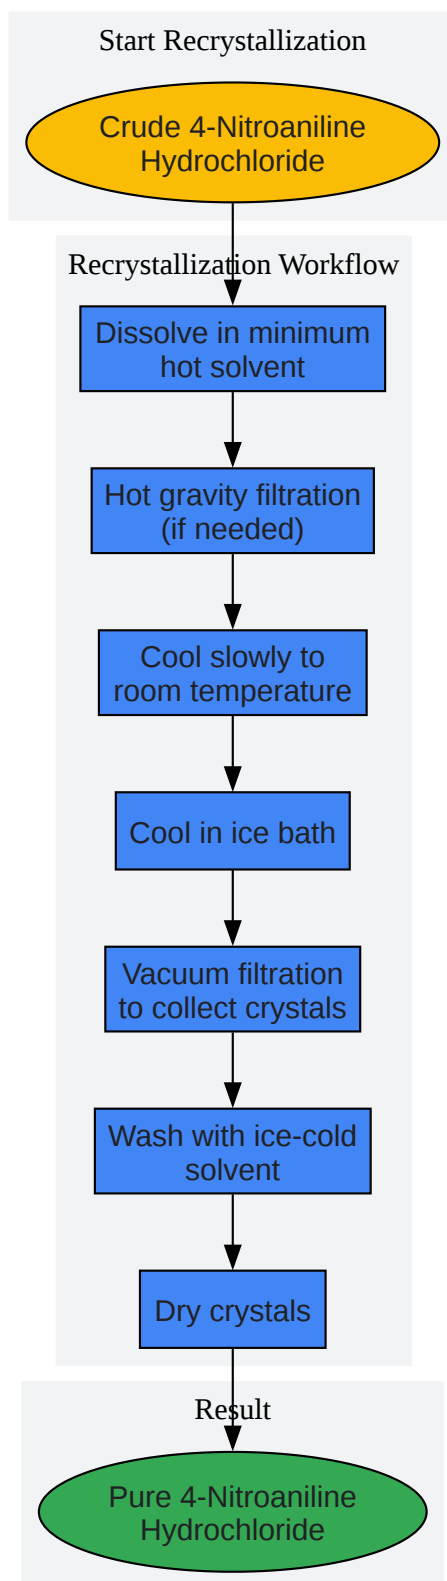 Start Recrystallization
Crude 4-Nitroaniline
Hydrochloride
Recrystallization Workflow
Dissolve in minimum
hot solvent
Hot gravity filtration
(if needed)
Cool slowly to
room temperature
Cool in ice bath
Vacuum filtration
to collect crystals
Wash with ice-cold
solvent
Dry crystals
Result
Pure 4-Nitroaniline
Hydrochloride